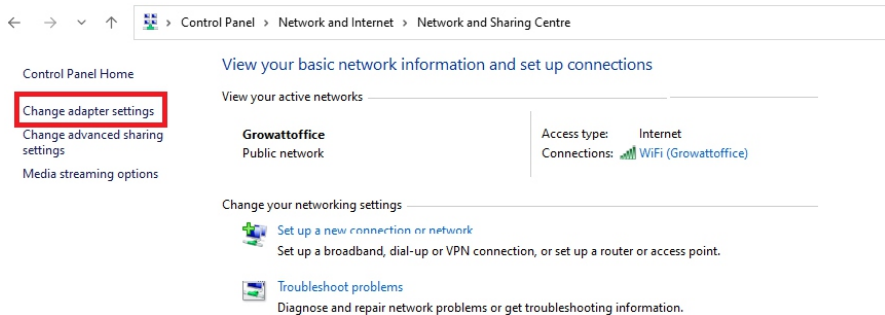 Control Panel > Network and Internet > Network and Sharing Centre
Control Panel Home
Change adapter settings
Change advanced sharing
settings
Media streaming options
View your basic network information and set up connections
View your active networks
Growattoffice
Public network
Access type: Internet
Connections: WiFi (Growattoffice)
Change your networking settings
Set up a new connection or network
Set up a broadband, dial-up or VPN connection, or set up a router or access point.
Troubleshoot problems
Diagnose and repair network problems or get troubleshooting information.